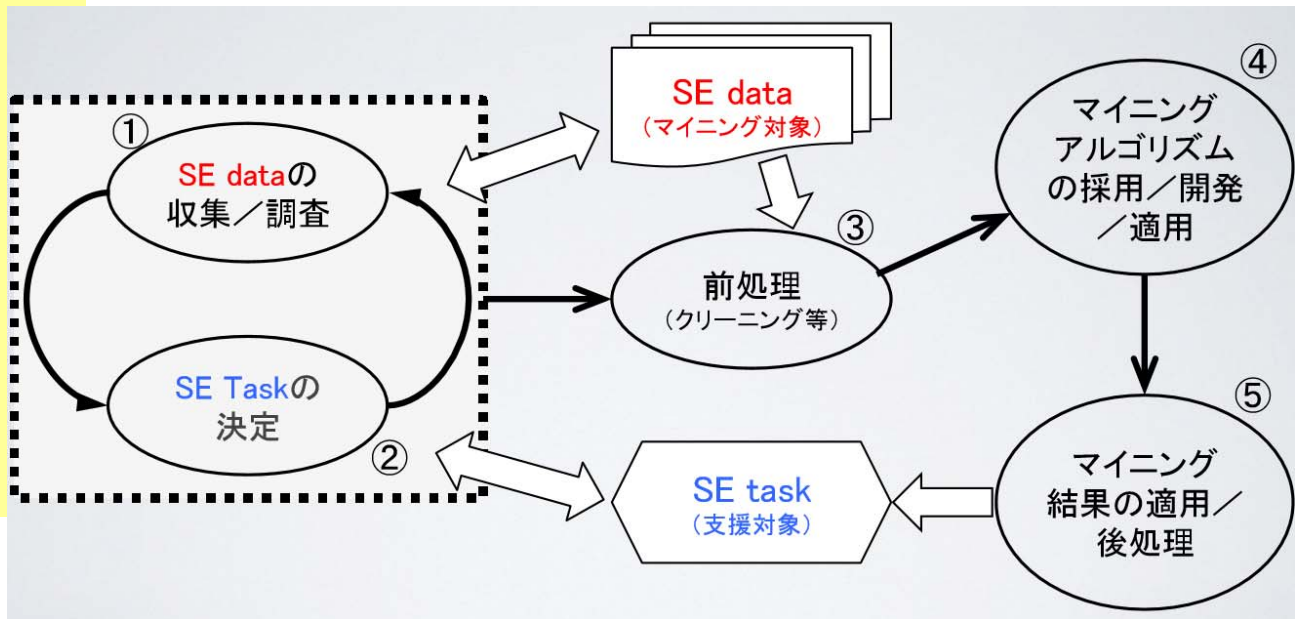 ①
SE dataの
収集／調査
SE Taskの
決定
②
SE data
（マイニング対象）
③
前処理
（クリーニング等）
④
マイニング
アルゴリズム
の採用／開発
／適用
⑤
マイニング
結果の適用／
後処理
SE task
（支援対象）